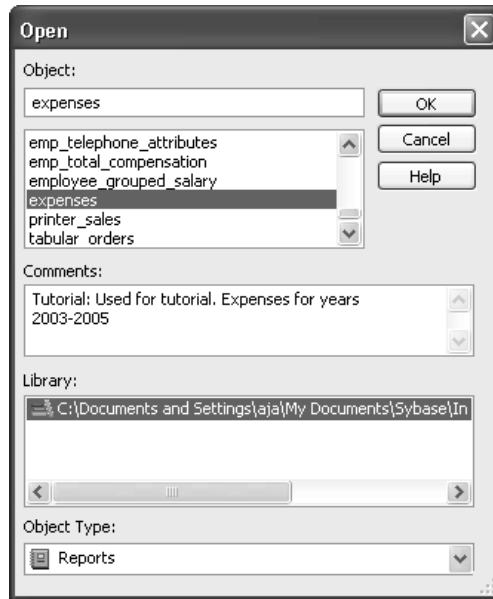 Open
Object:
expenses
OK
emp_telephone_attributes
emp_total_compensation
employee_grouped_salary
expenses
printer_sales
tabular_orders
Cancel
Help
Comments:
Tutorial: Used for tutorial. Expenses for years
2003-2005
Library:
C:\Documents and Settings\aja\My Documents\Sybase\In
Object Type:
Reports